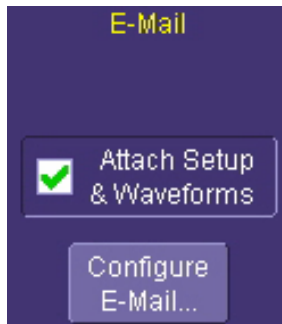 E-Mail
Attach Setup
& Waveforms
Configure
E-Mail...